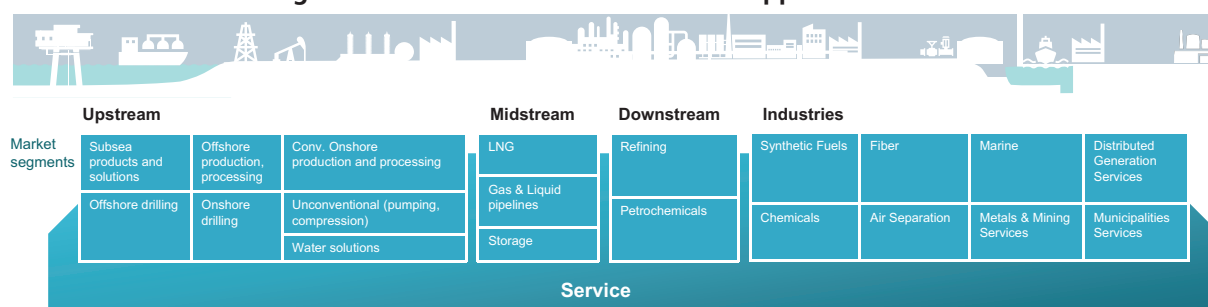 Upstream
Midstream
Downstream
Industries
Market
segments
Subsea
products and
solutions
Offshore
production,
processing
Conv. Onshore
production and processing
LNG
Refining
Synthetic Fuels
Fiber
Marine
Distributed
Generation
Services
Offshore drilling
Onshore
drilling
Unconventional (pumping,
compression)
Water solutions
Gas & Liquid
pipelines
Storage
Petrochemicals
Chemicals
Air Separation
Metals & Mining
Services
Municipalities
Services
Service